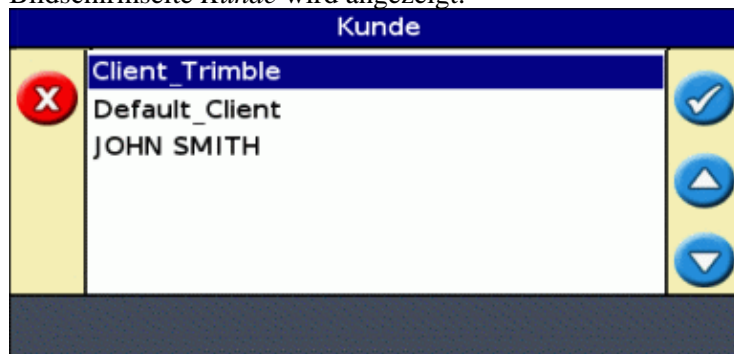 Bildschirmseite Kunde wird angezeigt.
Kunde
Client_Trimble
Default_Client
JOHN SMITH